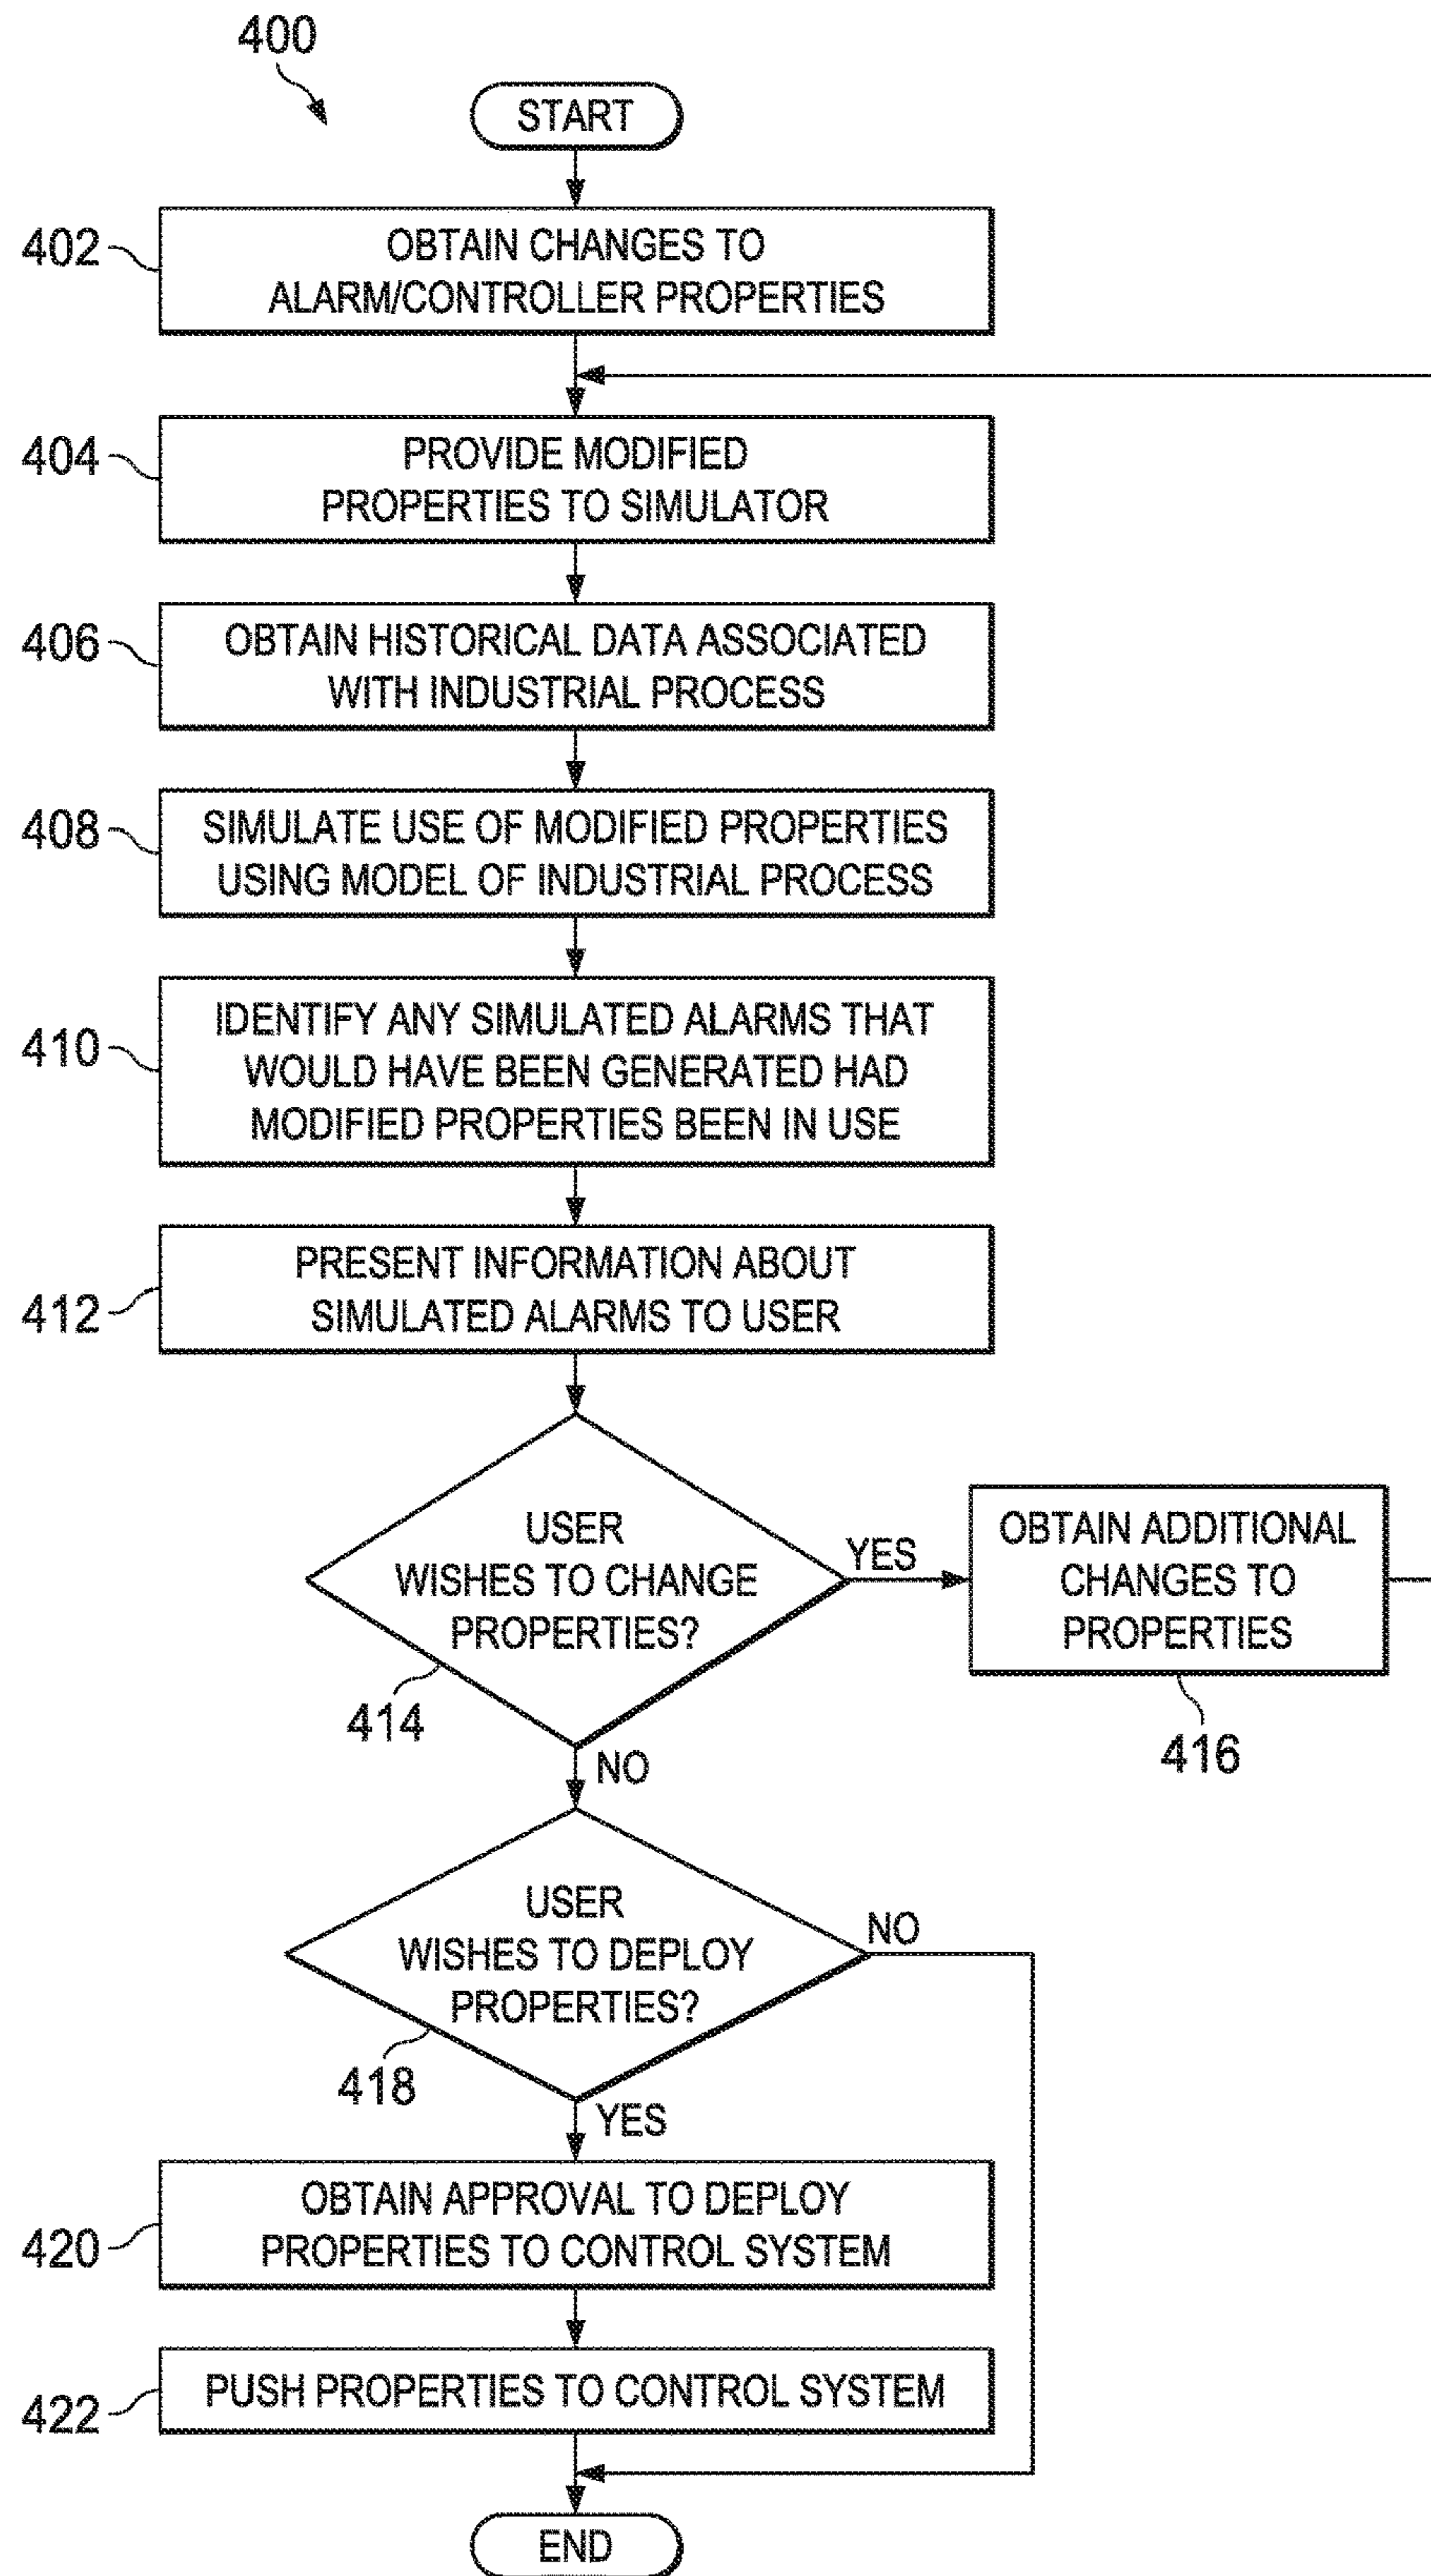 400
START
402
OBTAIN CHANGES TO
ALARM/CONTROLLER PROPERTIES
404
PROVIDE MODIFIED
PROPERTIES TO SIMULATOR
406
OBTAIN HISTORICAL DATA ASSOCIATED
WITH INDUSTRIAL PROCESS
408
SIMULATE USE OF MODIFIED PROPERTIES
USING MODEL OF INDUSTRIAL PROCESS
410
IDENTIFY ANY SIMULATED ALARMS THAT
WOULD HAVE BEEN GENERATED HAD
MODIFIED PROPERTIES BEEN IN USE
412
PRESENT INFORMATION ABOUT
SIMULATED ALARMS TO USER
USER
WISHES TO CHANGE
PROPERTIES?
414
YES
OBTAIN ADDITIONAL
CHANGES TO
PROPERTIES
416
NO
USER
WISHES TO DEPLOY
PROPERTIES?
418
NO
YES
420
OBTAIN APPROVAL TO DEPLOY
PROPERTIES TO CONTROL SYSTEM
422
PUSH PROPERTIES TO CONTROL SYSTEM
END